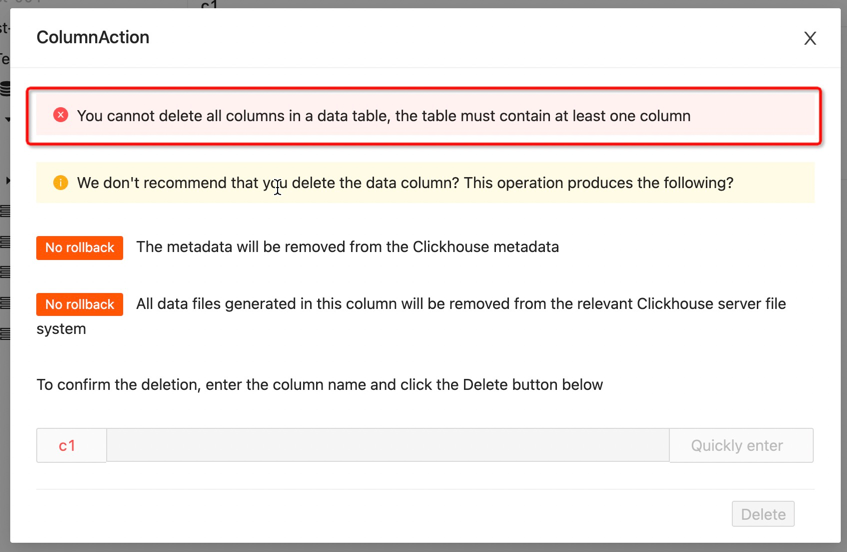 c1
ColumnAction
You cannot delete all columns in a data table, the table must contain at least one column
We don't recommend that you delete the data column? This operation produces the following?
No rollback The metadata will be removed from the Clickhouse metadata
No rollback All data files generated in this column will be removed from the relevant Clickhouse server file
system
To confirm the deletion, enter the column name and click the Delete button below
c1 Quickly enter
Delete